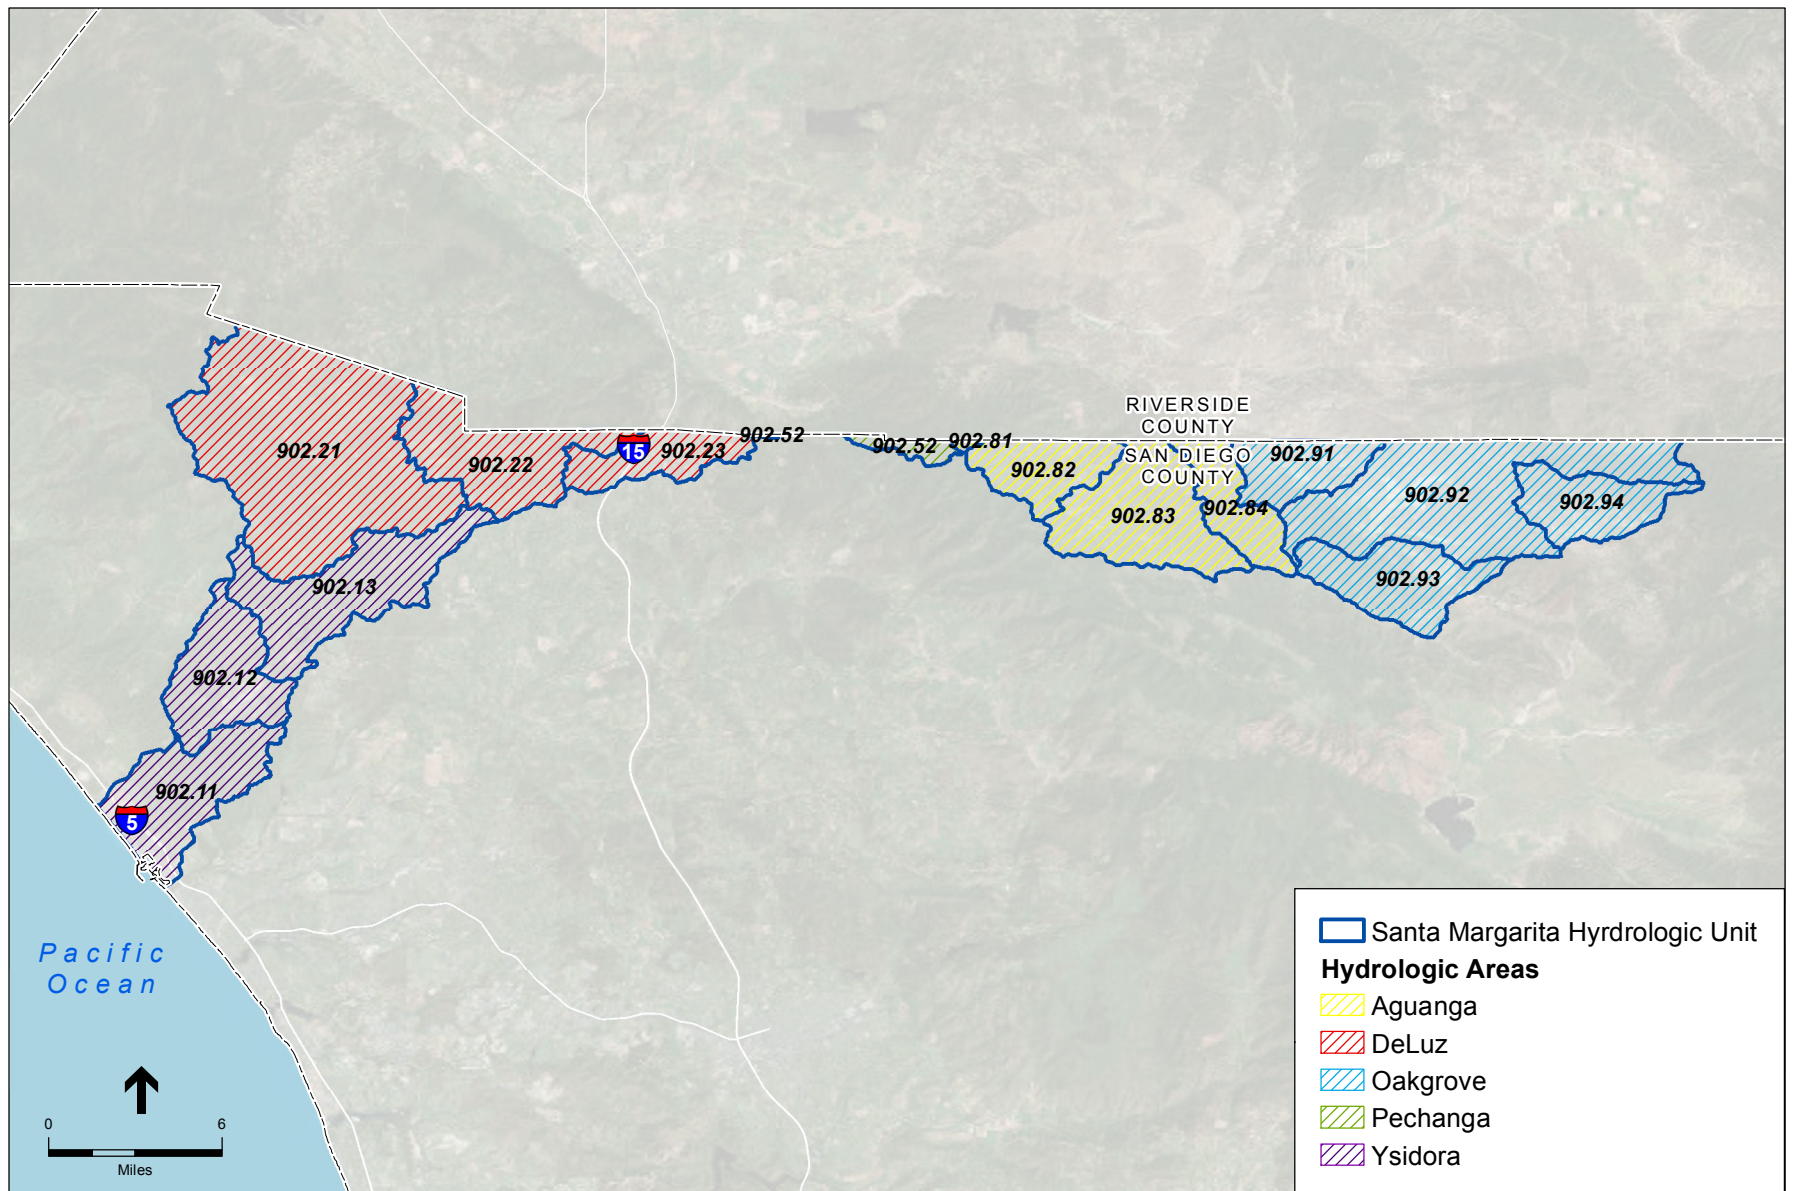 RIVERSIDE
COUNTY
SAN DIEGO
COUNTY
902.21
902.22
15
902.23
902.52
902.52
902.81
902.82
902.83
902.84
902.91
902.92
902.94
902.93
902.13
902.12
902.11
5
Pacific
Ocean
0 6
Miles
Santa Margarita Hyrdrologic Unit
Hydrologic Areas
Aguanga
DeLuz
Oakgrove
Pechanga
Ysidora